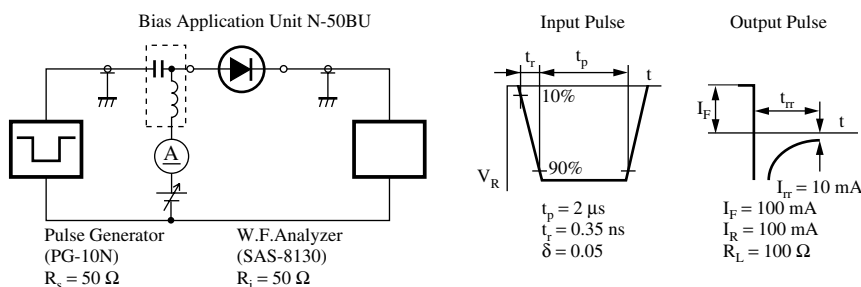 Bias Application Unit N-50BU
A
Pulse Generator
(PG-10N)
R_s = 50 Ω
W.F.Analyzer
(SAS-8130)
R_i = 50 Ω
Input Pulse
t_r
t_p
t
10%
90%
V_R
t_p = 2 μs
t_r = 0.35 ns
δ = 0.05
Output Pulse
I_F
t_rr
t
I_rr = 10 mA
I_F = 100 mA
I_R = 100 mA
R_L = 100 Ω